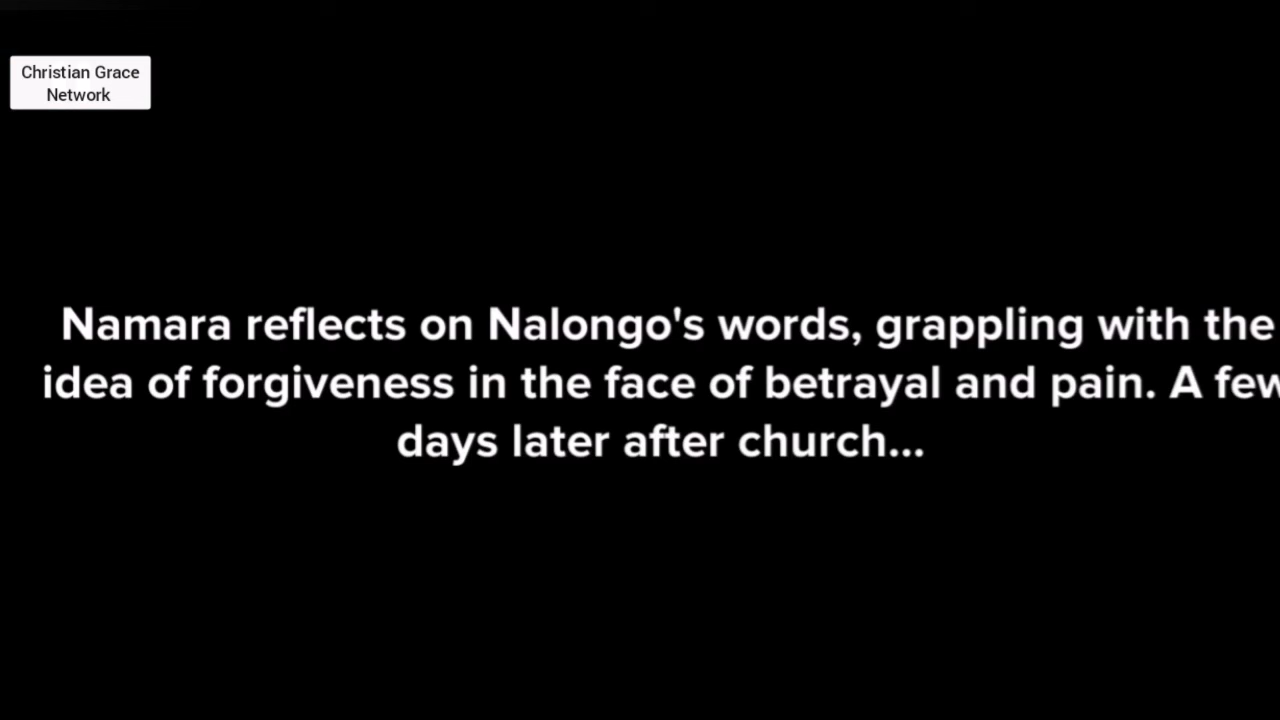 Christian Grace
Network
Namara reflects on Nalongo's words, grappling with the
idea of forgiveness in the face of betrayal and pain. A few
days later after church...